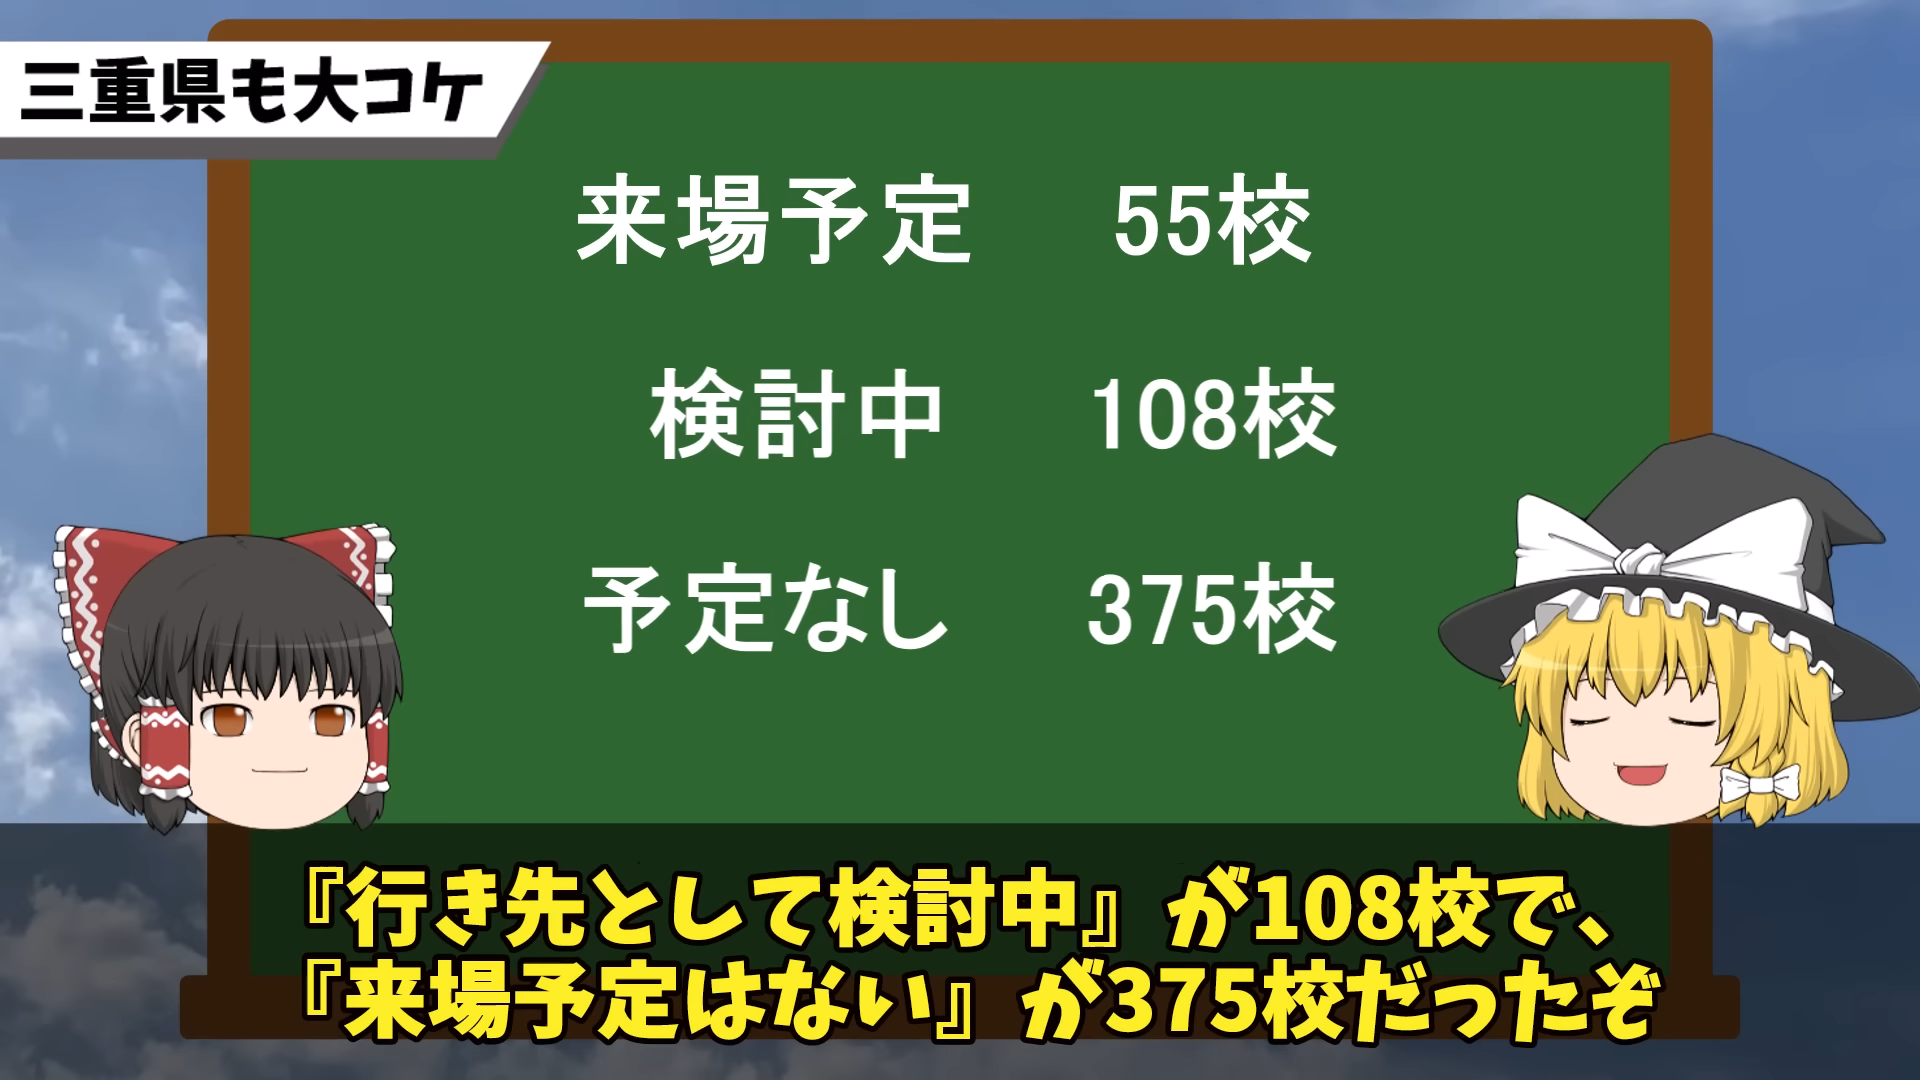 三重県も大コケ
来場予定 55校
検討中 108校
予定なし 375校
『行き先として検討中』が108校で、
『来場予定はない』が375校だったぞ